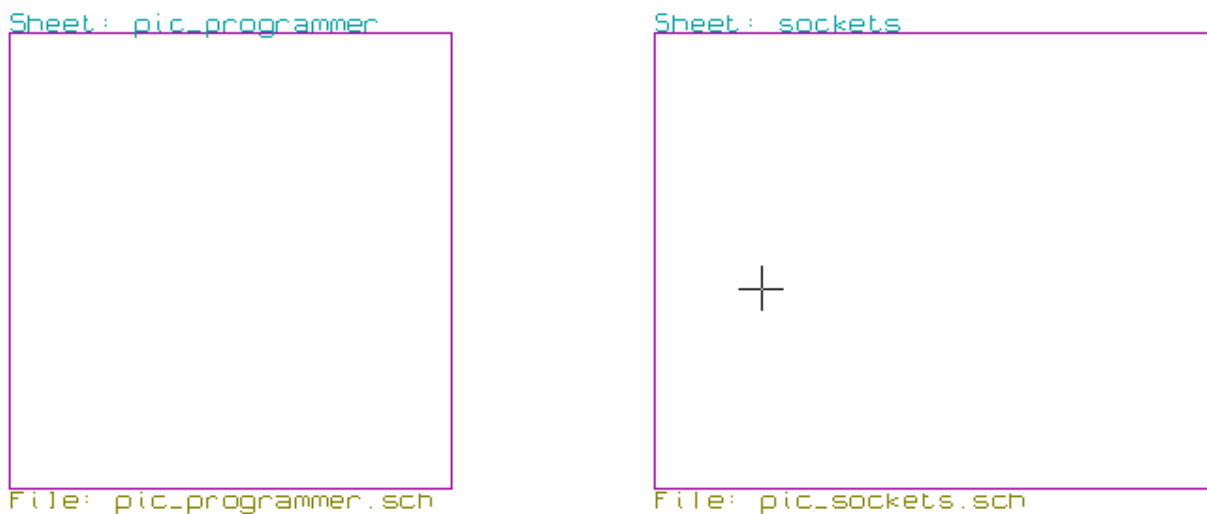 Sheet: pic_programmer
Sheet: sockets
File: pic_programmer.sch
File: pic_sockets.sch